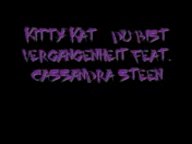 Kitty Kat Du bist
Vergangenheit feat.
Cassandra Steen